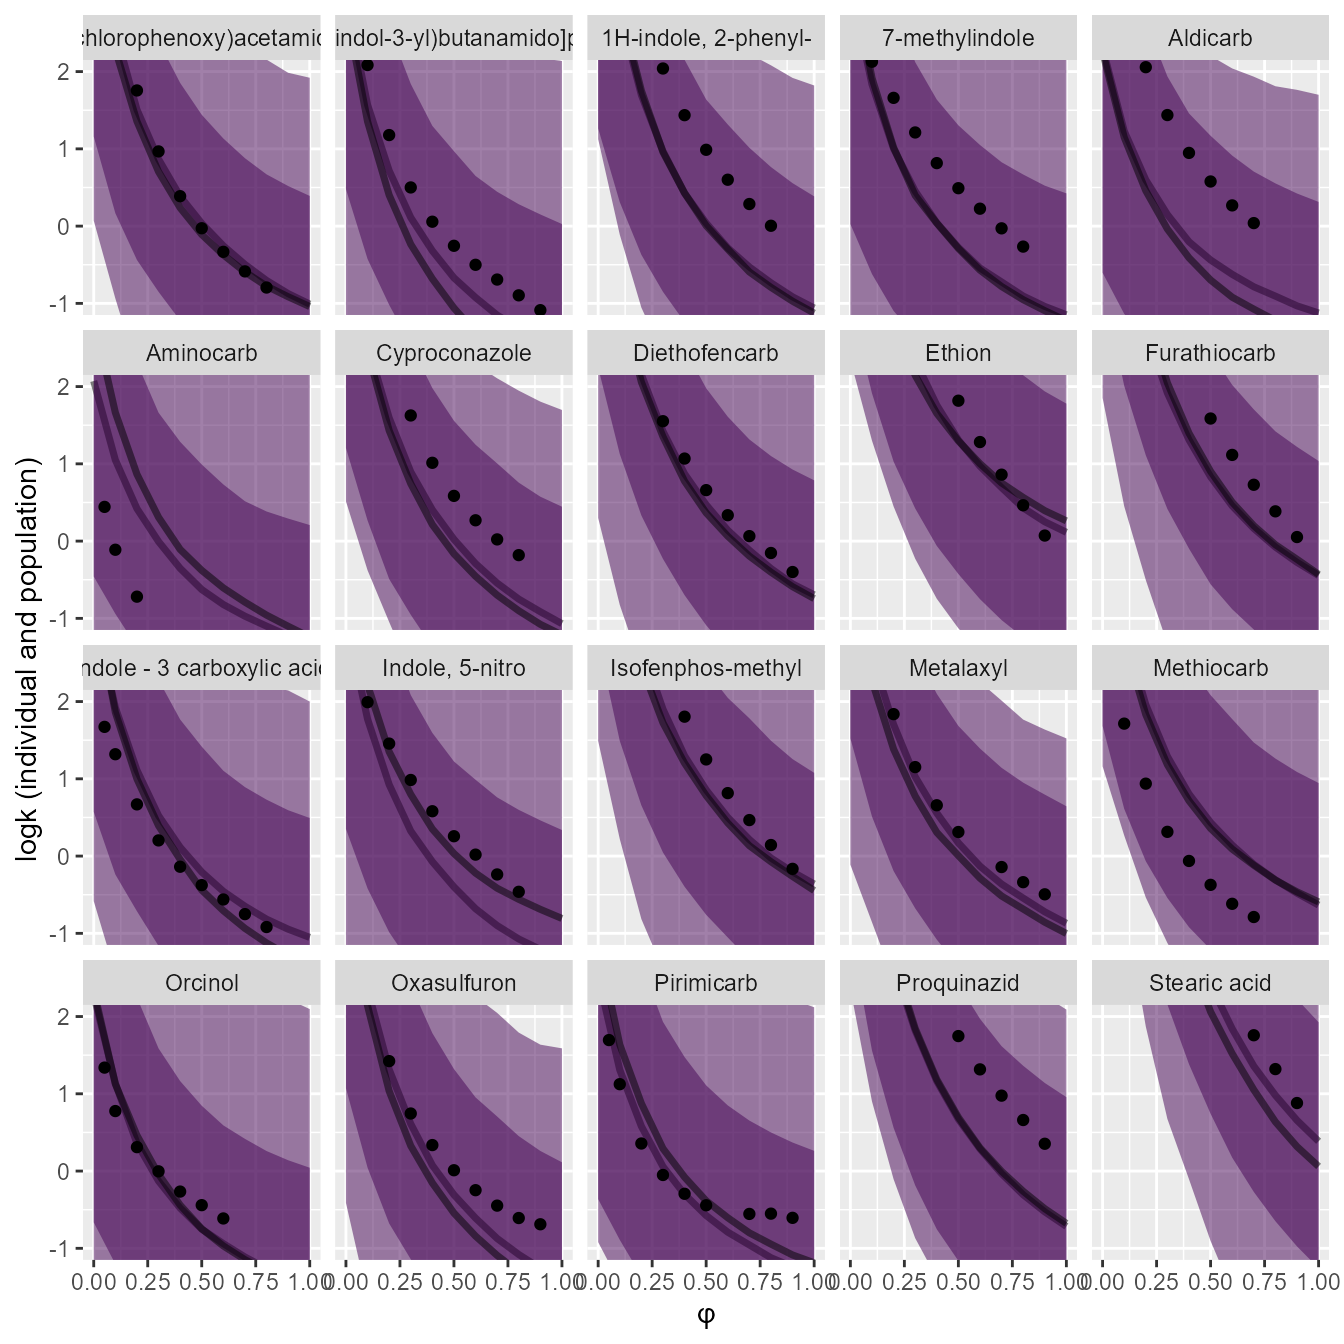 chlorophenoxy)acetamic
indol-3-yl)butanamido]p
1H-indole, 2-phenyl-
7-methylindole
Aldicarb
2
1
0
-1
Aminocarb
Cyproconazole
Diethofencarb
Ethion
Furathiocarb
2
1
0
-1
logk (individual and population)
ndole - 3 carboxylic acid
Indole, 5-nitro
Isofenphos-methyl
Metalaxyl
Methiocarb
2
1
0
-1
Orcinol
Oxasulfuron
Pirimicarb
Proquinazid
Stearic acid
2
1
0
-1
0.00 0.25 0.50 0.75 1.00
0.00 0.25 0.50 0.75 1.00
0.00 0.25 0.50 0.75 1.00
0.00 0.25 0.50 0.75 1.00
0.00 0.25 0.50 0.75 1.00
φ